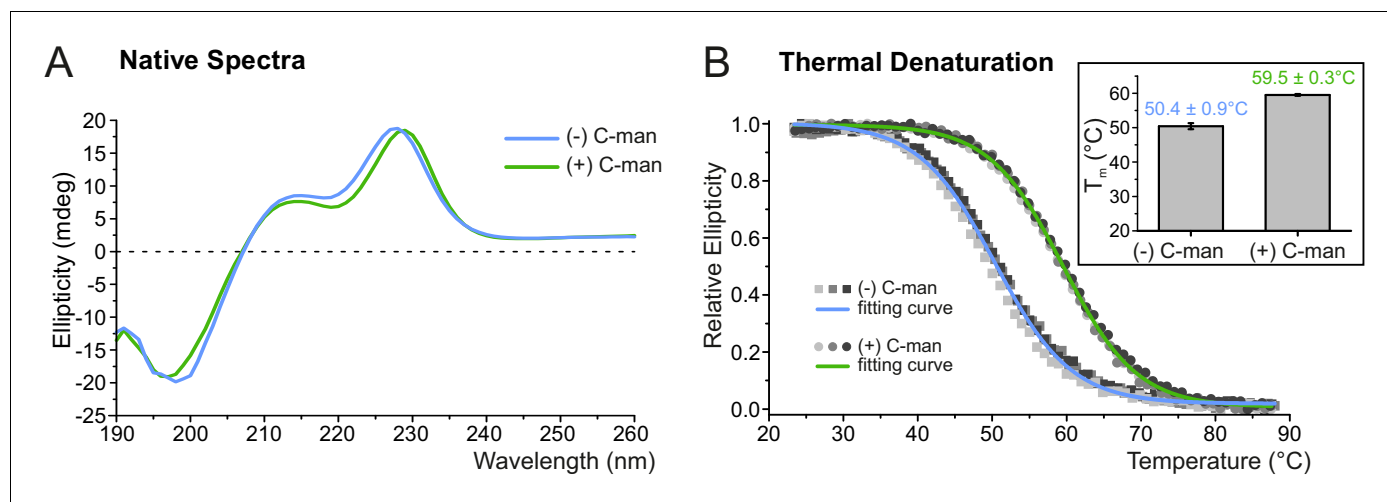 A Native Spectra
Ellipticity (mdeg)
20
15
10
5
0
-5
-10
-15
-20
-25
190 200 210 220 230 240 250 260
Wavelength (nm)
(-) C-man
(+) C-man
B Thermal Denaturation
Relative Ellipticity
1.0
0.8
0.6
0.4
0.2
0.0
20 30 40 50 60 70 80 90
Temperature (°C)
(-) C-man
fitting curve
(+) C-man
fitting curve
59.5 ± 0.3°C
50.4 ± 0.9°C
Tm (°C)
60
50
40
30
20
(-) C-man (+) C-man